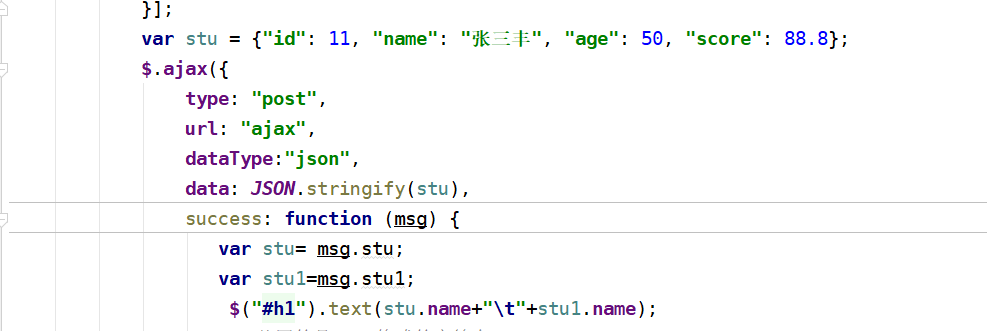 }];
var stu = {"id": 11, "name": "张三丰", "age": 50, "score": 88.8};
$.ajax({
type: "post",
url: "ajax",
dataType:"json",
data: JSON.stringify(stu),
success: function (msg) {
var stu= msg.stu;
var stu1=msg.stu1;
$("#h1").text(stu.name+"\t"+stu1.name);